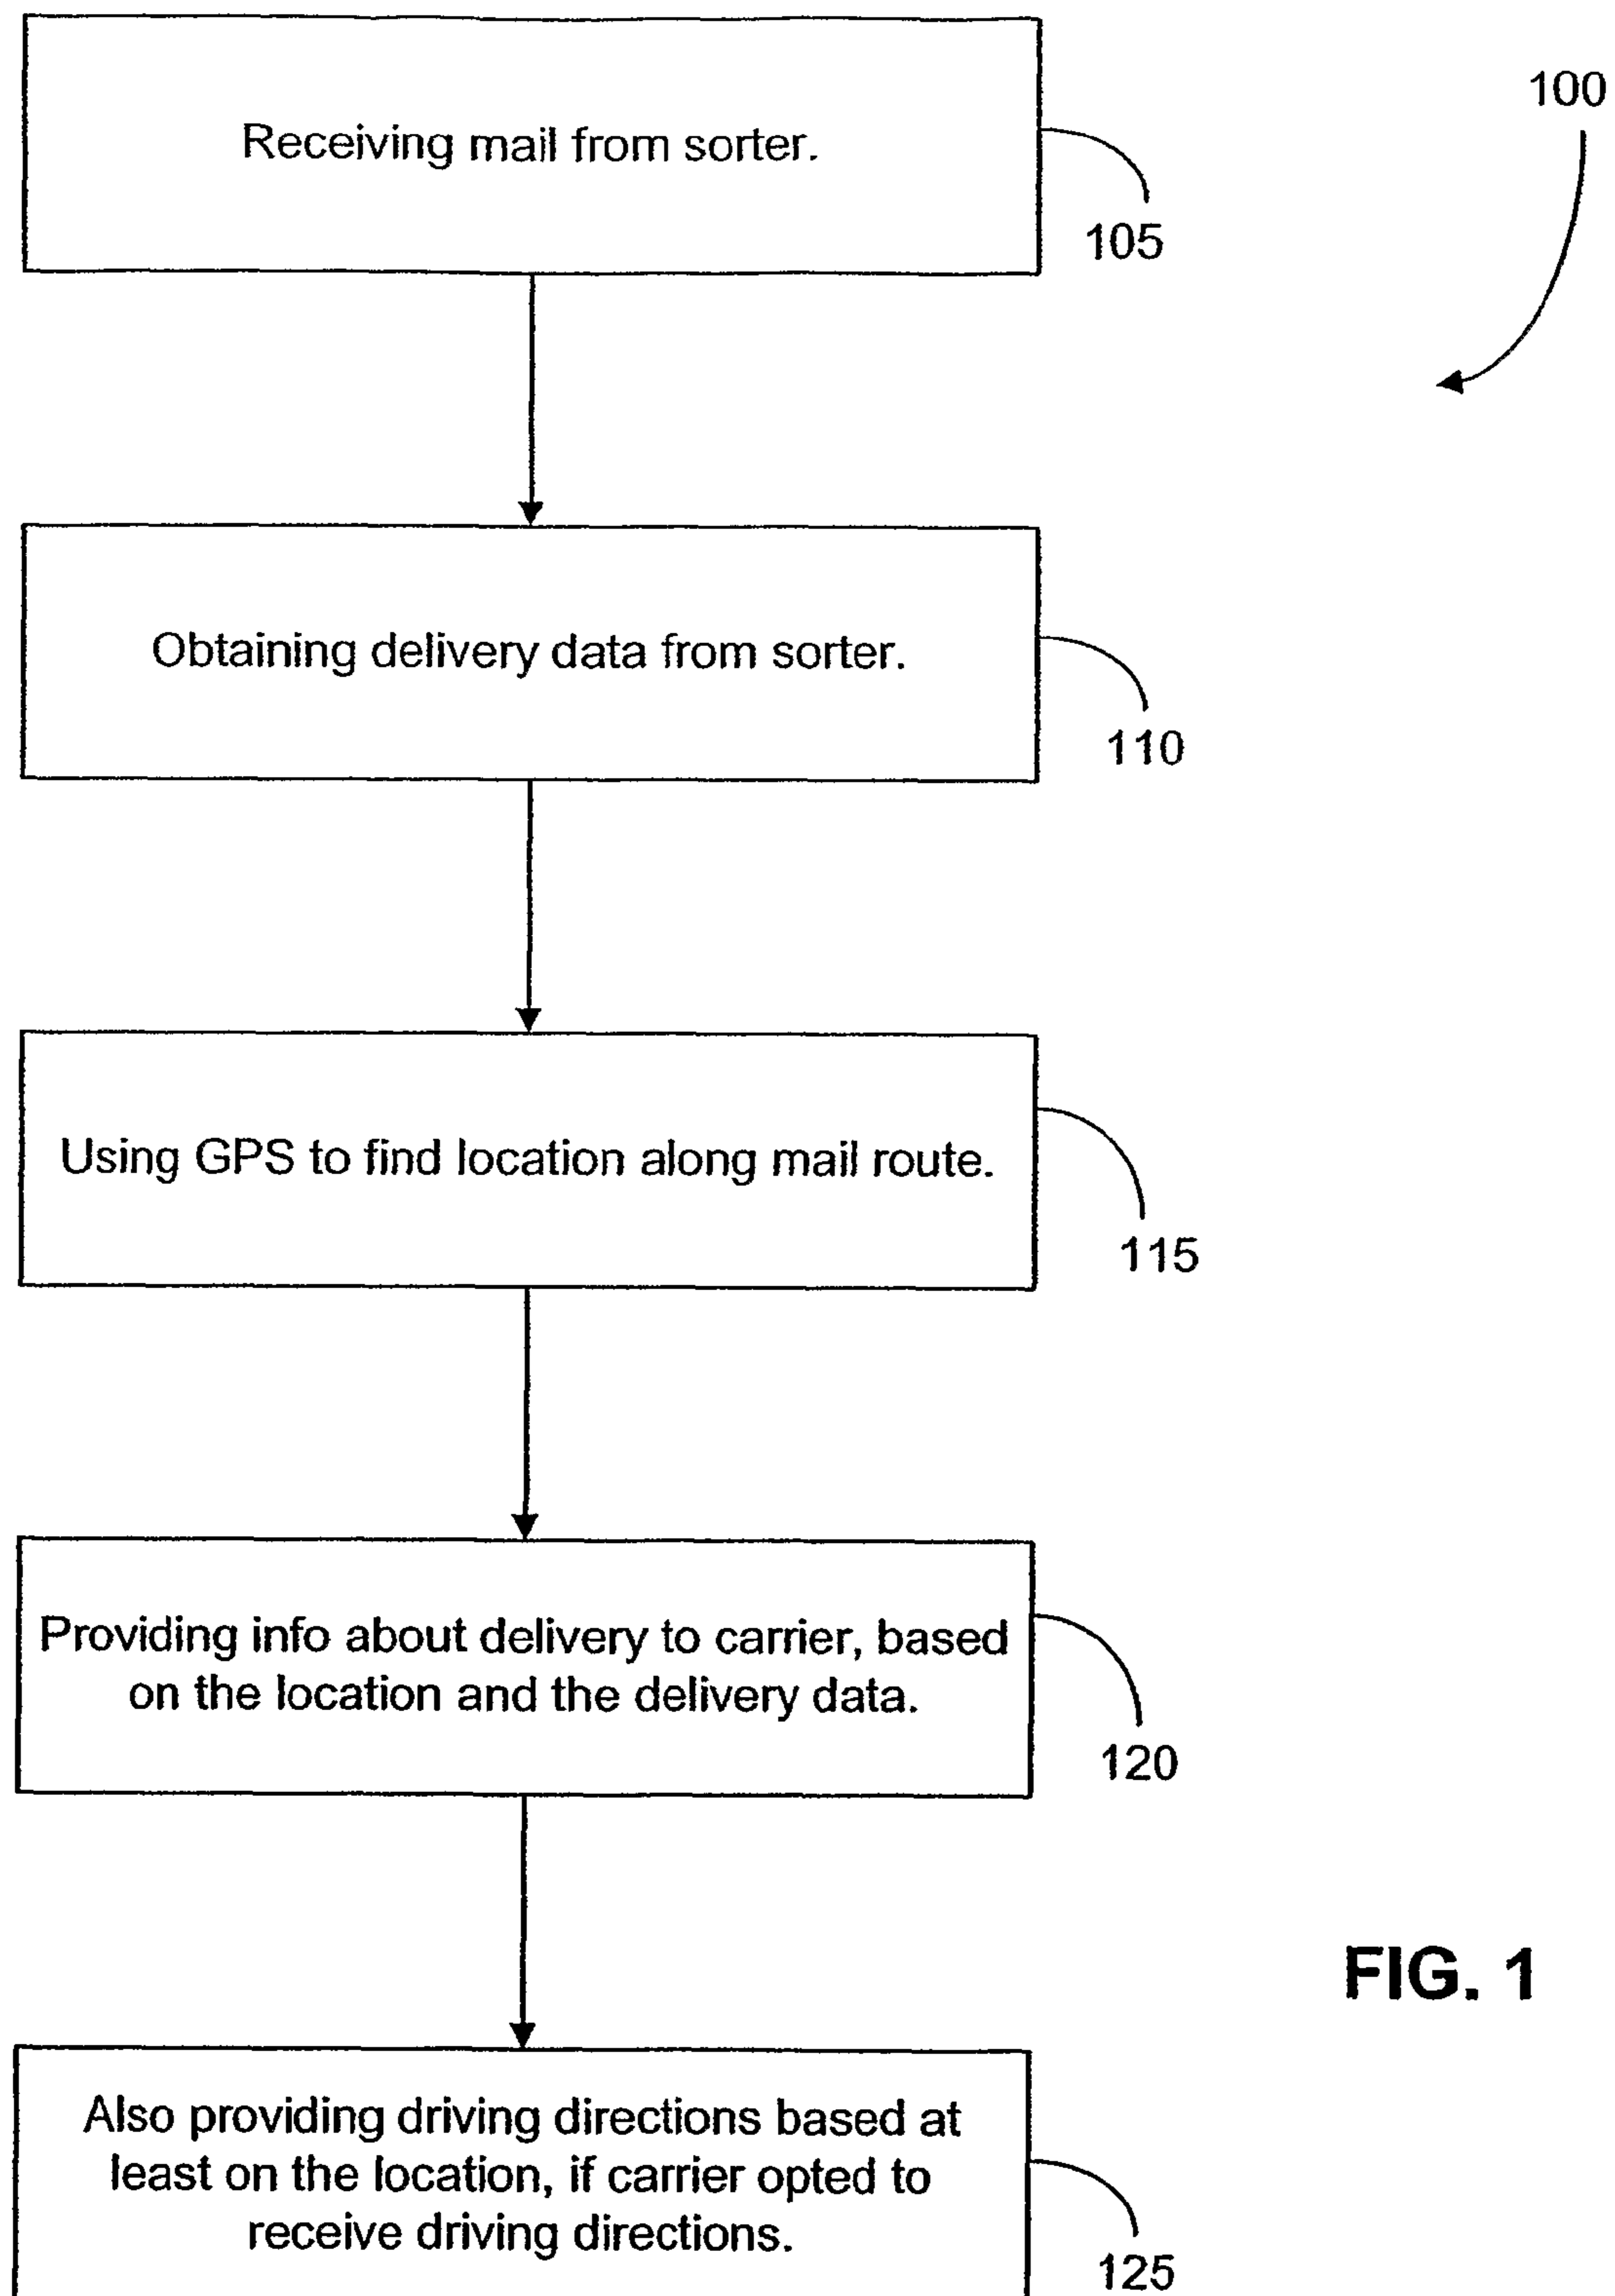 100
Receiving mail from sorter.
105
Obtaining delivery data from sorter.
110
Using GPS to find location along mail route.
115
Providing info about delivery to carrier, based
on the location and the delivery data.
120
FIG. 1
Also providing driving directions based at
least on the location, if carrier opted to
receive driving directions.
125